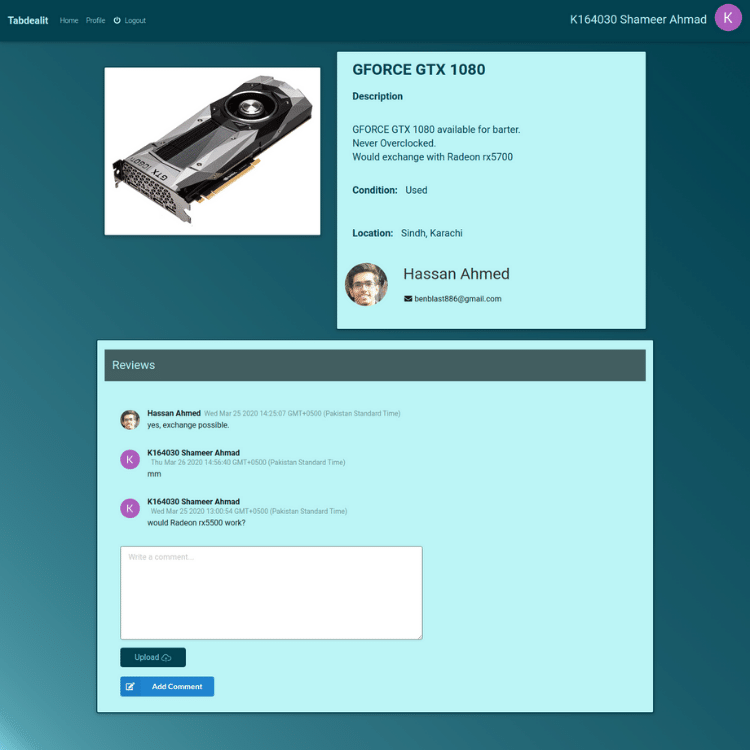 Tabdealit Home Profile Logout K164030 Shameer Ahmad K
GTX 1080
GFORCE GTX 1080
Description
GFORCE GTX 1080 available for barter.
Never Overclocked.
Would exchange with Radeon rx5700
Condition: Used
Location: Sindh, Karachi
Hassan Ahmed
benblast886@gmail.com
Reviews
Hassan Ahmed Wed Mar 25 2020 14:25:07 GMT+0500 (Pakistan Standard Time)
yes, exchange possible.
K
K164030 Shameer Ahmad
Thu Mar 26 2020 14:56:40 GMT+0500 (Pakistan Standard Time)
mm
K
K164030 Shameer Ahmad
Wed Mar 25 2020 13:00:54 GMT+0500 (Pakistan Standard Time)
would Radeon rx5500 work?
Write a comment...
Upload
Add Comment